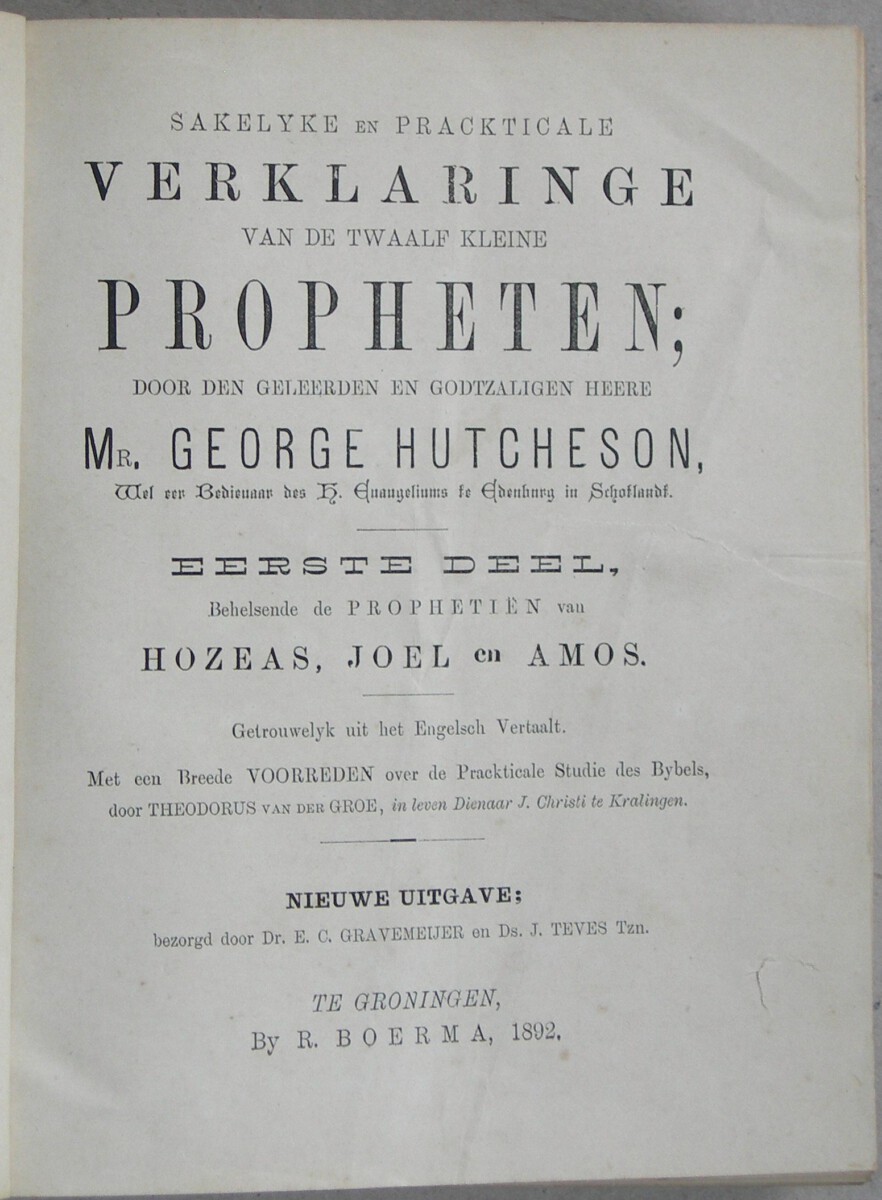 SAKELYKE EN PRACKTICALE
VERKLARINGE
VAN DE TWAALF KLEINE
PROPHETEN;
DOOR DEN GELEERDEN EN GODTZALIGEN HEERE
MR. GEORGE HUTCHESON,
Wel eer Bedienaar des H. Euangeliums te Edenburg in Schotlandt.
EERSTE DEEL,
Behelsende de PROPHETIËN van
HOZEAS, JOEL en AMOS.
Getrouwelyk uit het Engelsch Vertaalt.
Met een Breede VOORREDEN over de Prackticale Studie des Bybels,
door THEODORUS VAN DER GROE, in leven Dienaar J. Christi te Kralingen.
NIEUWE UITGAVE;
bezorgd door Dr. E. C. GRAVEMEIJER en Ds. J. TEVES Tzn.
TE GRONINGEN,
By R. BOERMA, 1892.